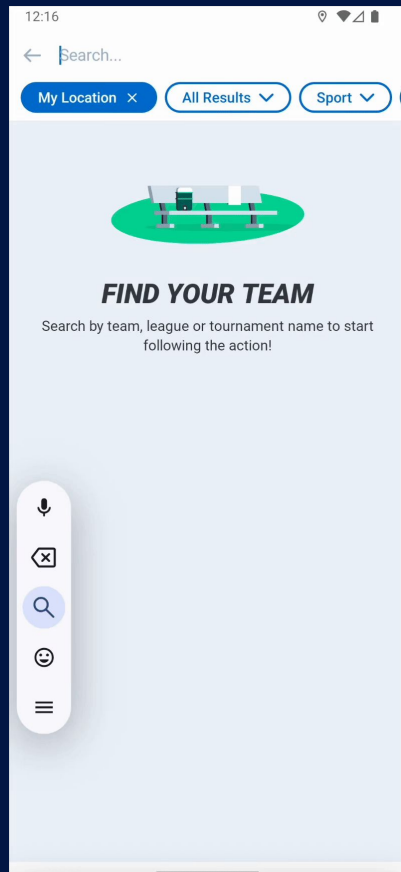 12:16
Search...
My Location
All Results
Sport
FIND YOUR TEAM
Search by team, league or tournament name to start
following the action!